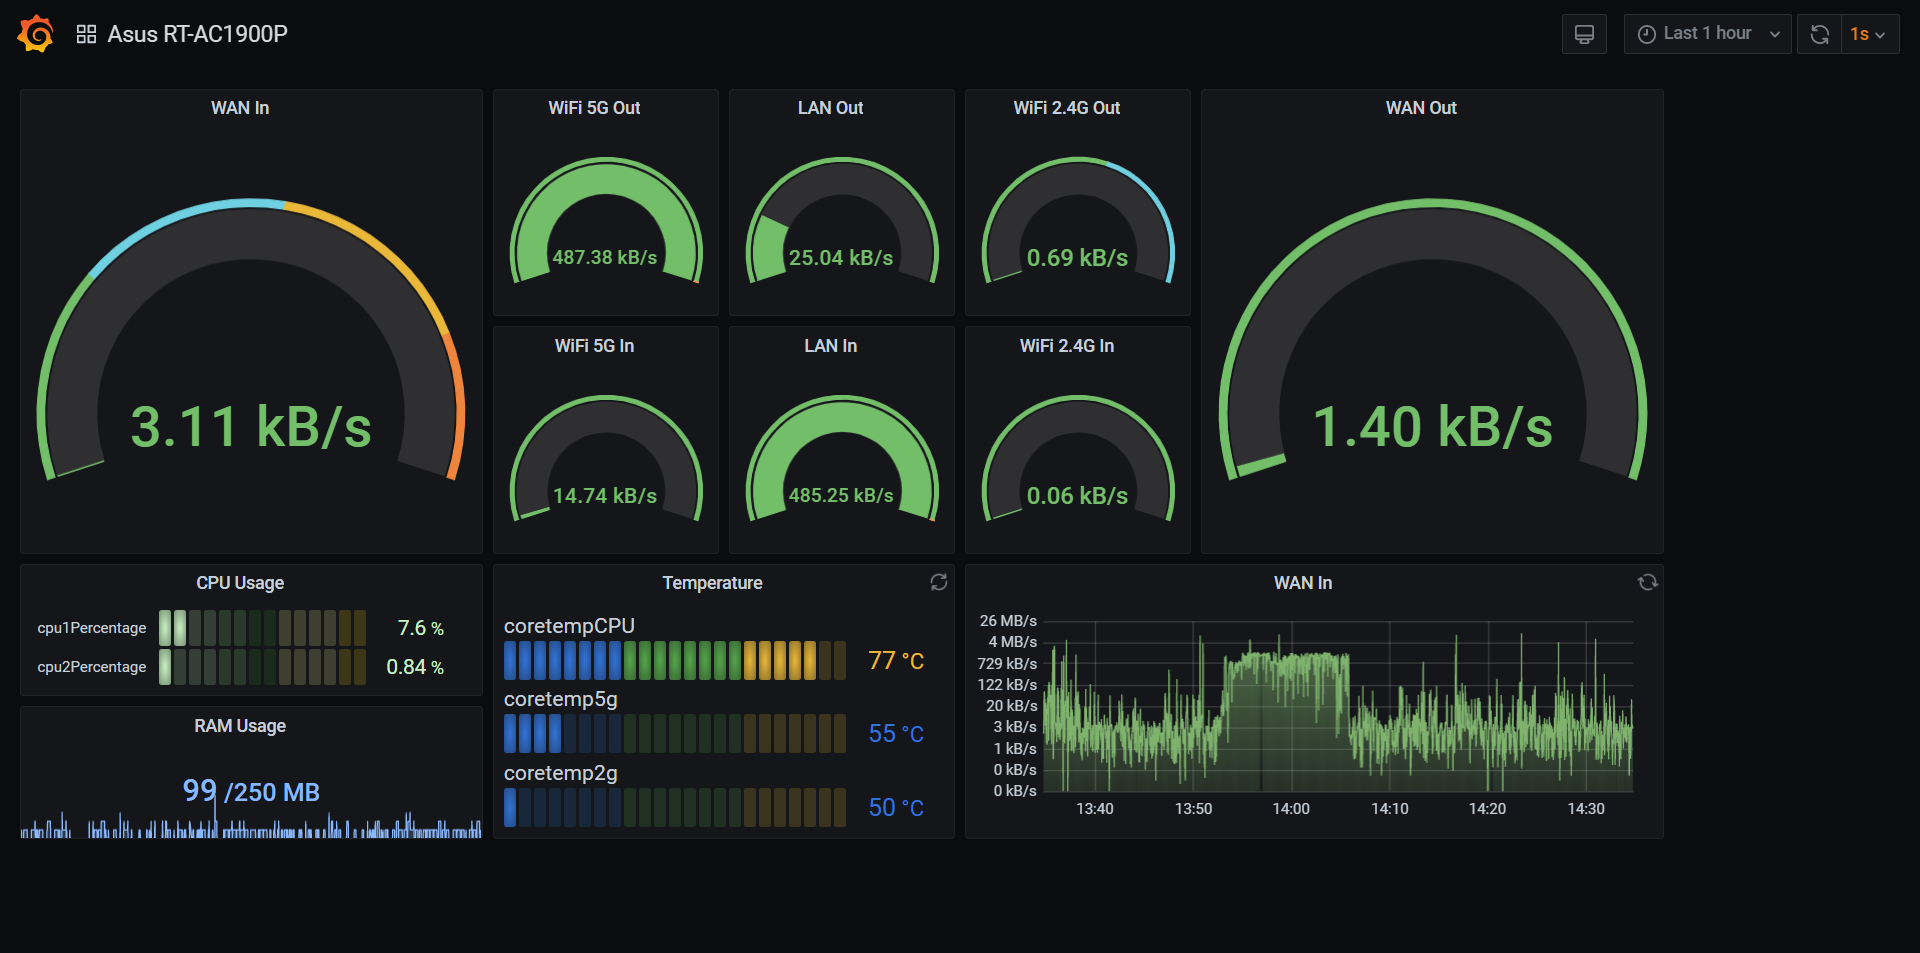 Asus RT-AC1900P
Last 1 hour
1s
WAN In
3.11 kB/s
WiFi 5G Out
487.38 kB/s
LAN Out
25.04 kB/s
WiFi 2.4G Out
0.69 kB/s
WAN Out
1.40 kB/s
WiFi 5G In
14.74 kB/s
LAN In
485.25 kB/s
WiFi 2.4G In
0.06 kB/s
CPU Usage
cpu1Percentage 7.6 %
cpu2Percentage 0.84 %
RAM Usage
99 /250 MB
Temperature
coretempCPU
77 °C
coretemp5g
55 °C
coretemp2g
50 °C
WAN In
26 MB/s
4 MB/s
729 kB/s
122 kB/s
20 kB/s
3 kB/s
1 kB/s
0 kB/s
0 kB/s
13:40 13:50 14:00 14:10 14:20 14:30